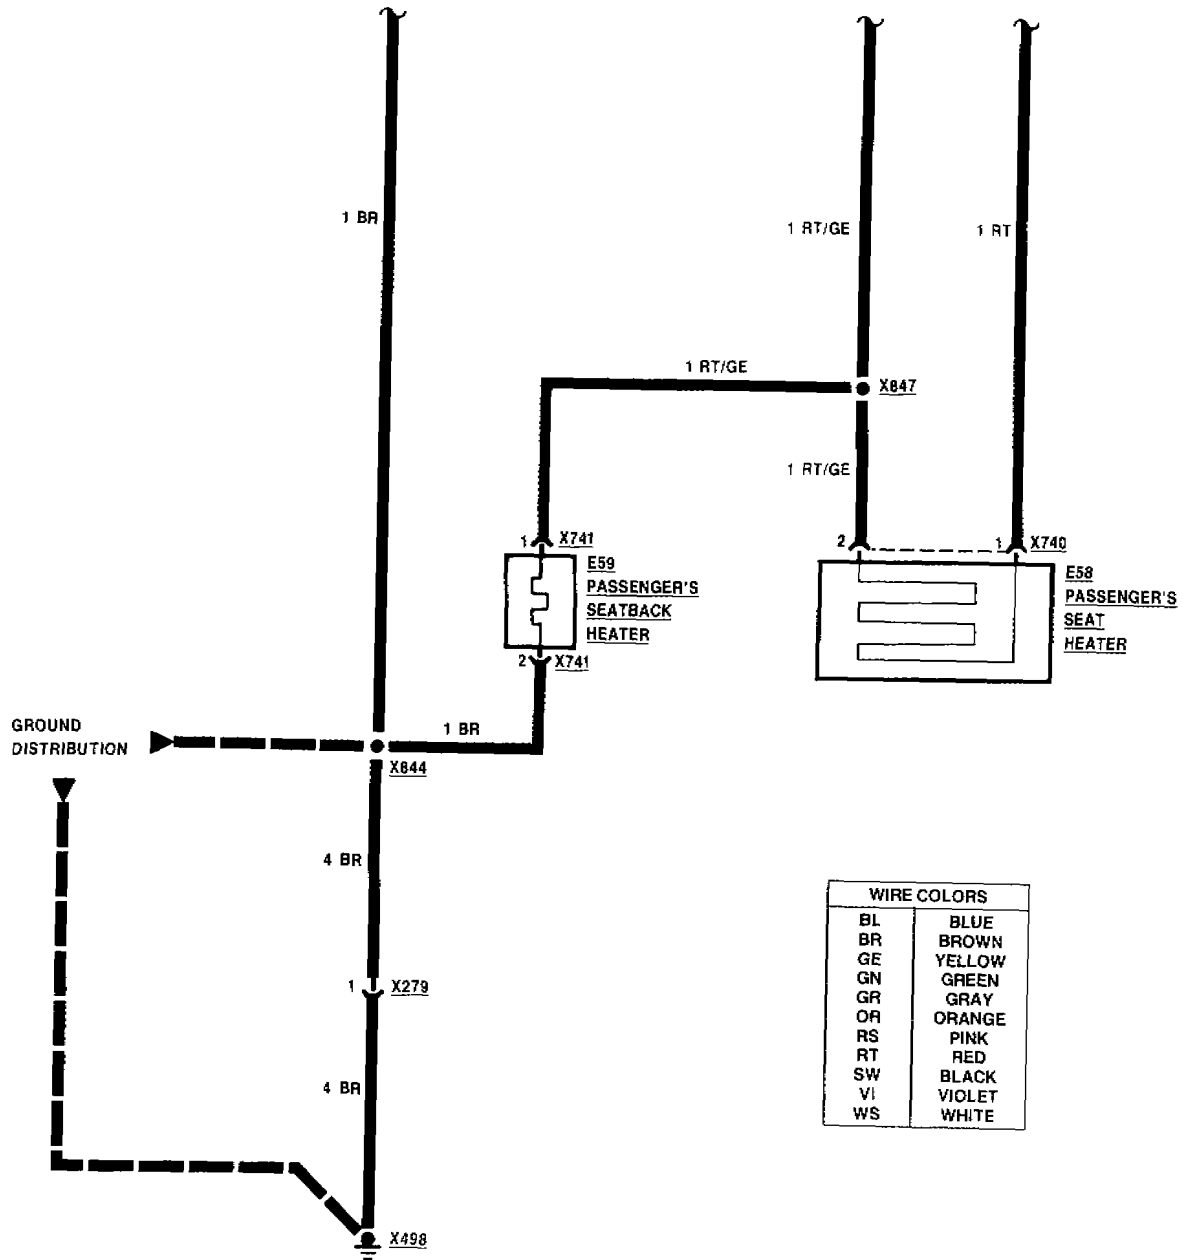 1 BR
1 RT/GE
1 RT
1 RT/GE
X847
1 RT/GE
1 X741
E59
PASSENGER'S
SEATBACK
HEATER
2 X741
2
1 X740
E58
PASSENGER'S
SEAT
HEATER
GROUND
DISTRIBUTION
1 BR
X844
4 BR
1 X279
4 BR
X498
WIRE COLORS
BL BLUE
BR BROWN
GE YELLOW
GN GREEN
GR GRAY
OR ORANGE
RS PINK
RT RED
SW BLACK
VI VIOLET
WS WHITE